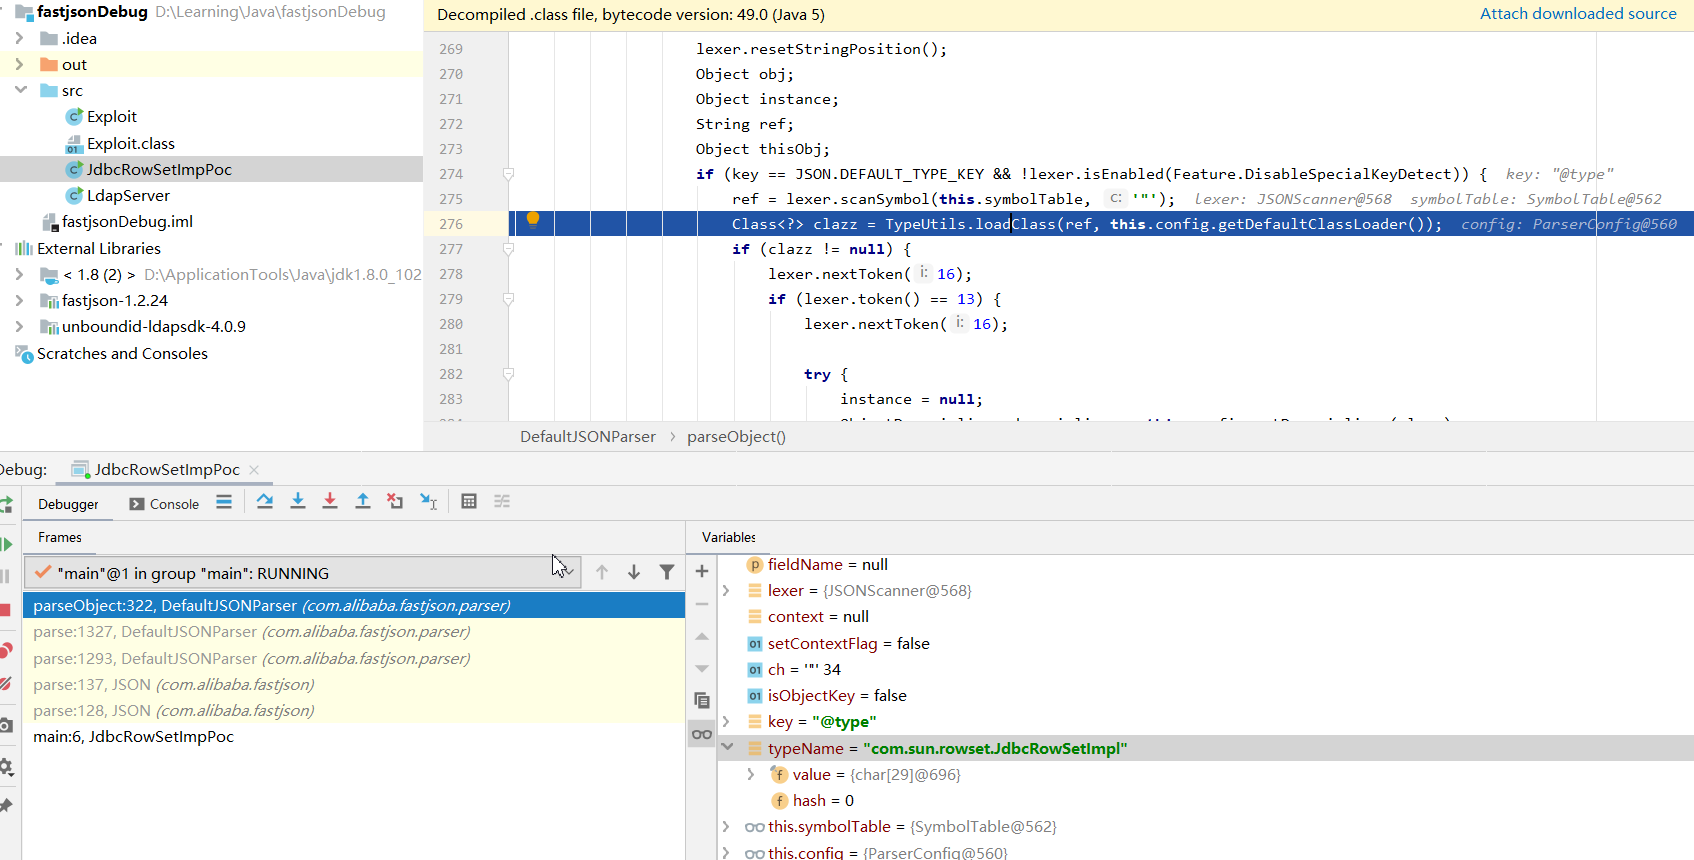 fastjsonDebug D:\Learning\Java\fastjsonDebug
.idea
out
src
Exploit
Exploit.class
JdbcRowSetImpPoc
LdapServer
fastjsonDebug.iml
External Libraries
< 1.8 (2) > D:\ApplicationTools\Java\jdk1.8.0_102
fastjson-1.2.24
unboundid-ldapsdk-4.0.9
Scratches and Consoles
Decompiled .class file, bytecode version: 49.0 (Java 5) Attach downloaded source
269 lexer.resetStringPosition();
270 Object obj;
271 Object instance;
272 String ref;
273 Object thisObj;
274 if (key == JSON.DEFAULT_TYPE_KEY && !lexer.isEnabled(Feature.DisableSpecialKeyDetect)) { key: "@type"
275 ref = lexer.scanSymbol(this.symbolTable, c: '"'); lexer: JSONScanner@568 symbolTable: SymbolTable@562
276 Class<?> clazz = TypeUtils.loadClass(ref, this.config.getDefaultClassLoader()); config: ParserConfig@560
277 if (clazz != null) {
278 lexer.nextToken( i: 16);
279 if (lexer.token() == 13) {
280 lexer.nextToken( i: 16);
281
282 try {
283 instance = null;
DefaultJSONParser > parseObject()
Debug: JdbcRowSetImpPoc
Debugger Console
Frames
"main"@1 in group "main": RUNNING
parseObject:322, DefaultJSONParser (com.alibaba.fastjson.parser)
parse:1327, DefaultJSONParser (com.alibaba.fastjson.parser)
parse:1293, DefaultJSONParser (com.alibaba.fastjson.parser)
parse:137, JSON (com.alibaba.fastjson)
parse:128, JSON (com.alibaba.fastjson)
main:6, JdbcRowSetImpPoc
Variables
fieldName = null
lexer = {JSONScanner@568}
context = null
setContextFlag = false
ch = '"' 34
isObjectKey = false
key = "@type"
typeName = "com.sun.rowset.JdbcRowSetImpl"
value = {char[29]@696}
hash = 0
this.symbolTable = {SymbolTable@562}
this.config = {ParserConfig@560}